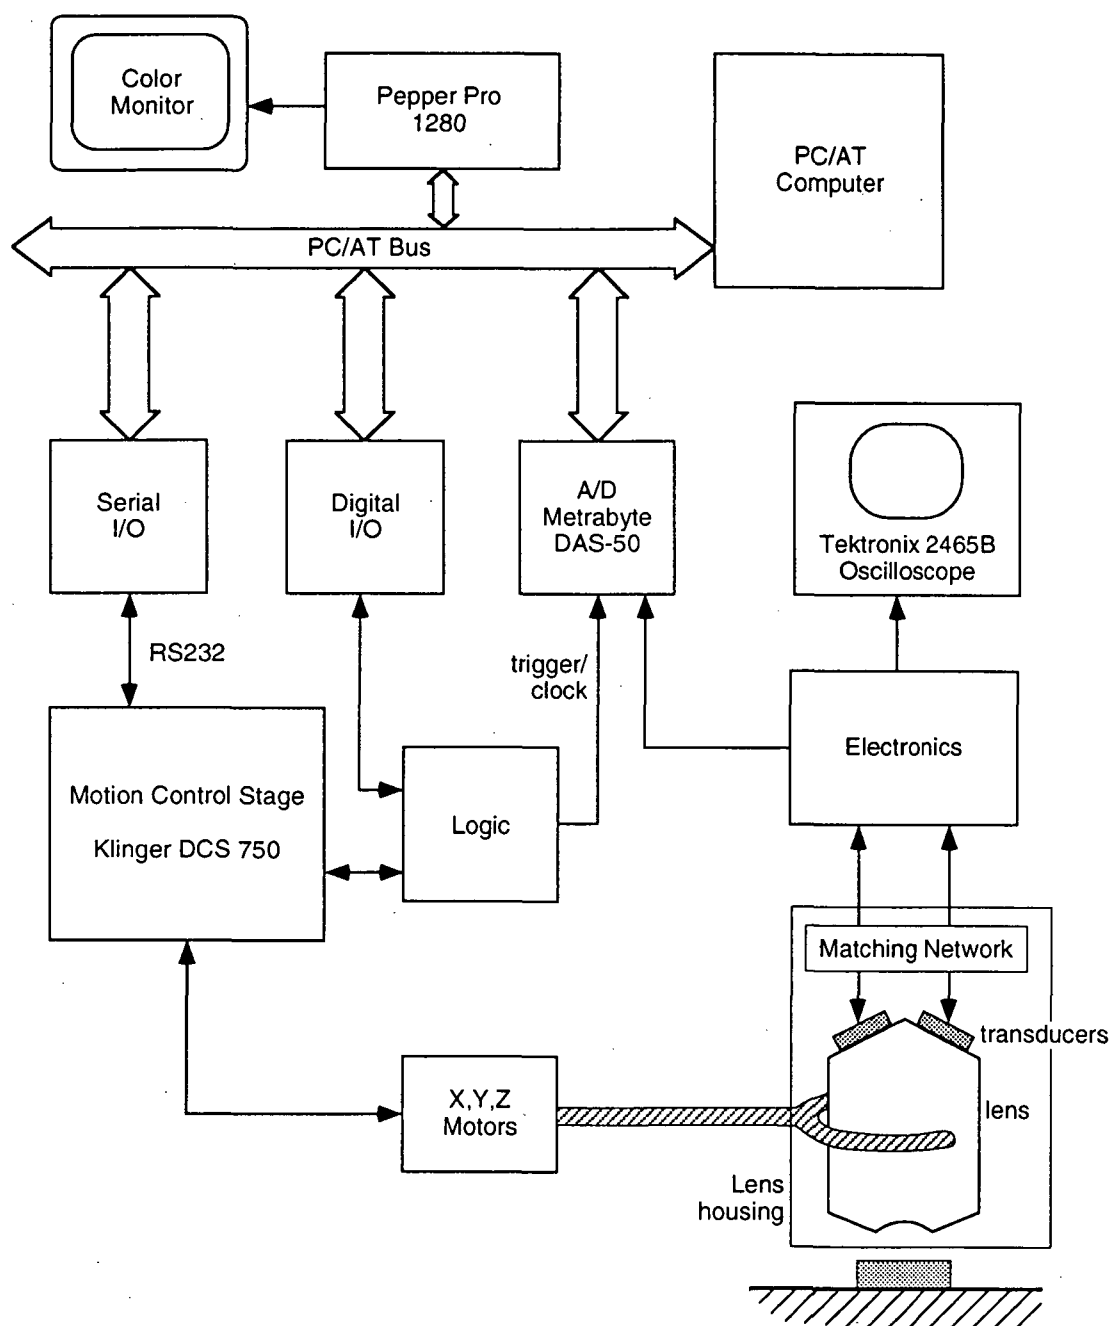 Color
Monitor
Pepper Pro
1280
PC/AT
Computer
PC/AT Bus
Serial
I/O
Digital
I/O
A/D
Metrabyte
DAS-50
Tektronix 2465B
Oscilloscope
RS232
trigger/
clock
Motion Control Stage
Klinger DCS 750
Logic
Electronics
Matching Network
transducers
X,Y,Z
Motors
lens
Lens
housing